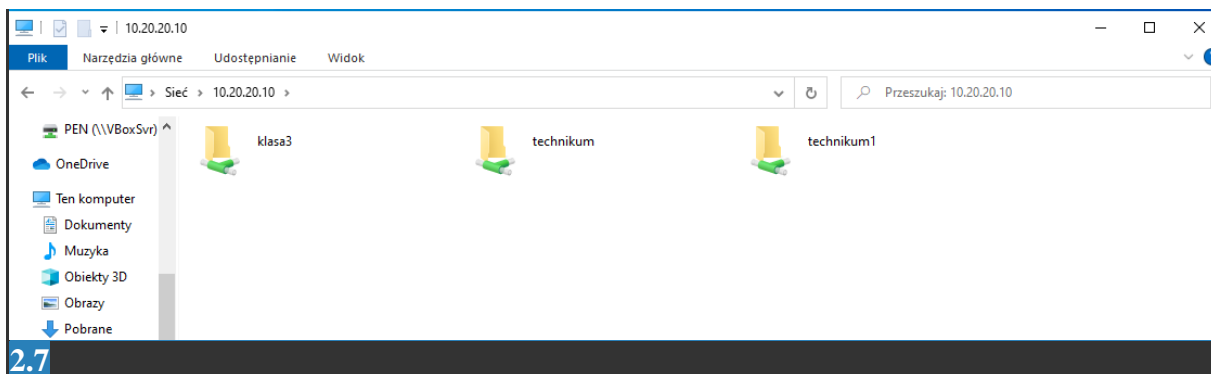 10.20.20.10
Plik Narzędzia główne Udostępnianie Widok
Sieć 10.20.20.10 Przeszukaj: 10.20.20.10
PEN (\\VBoxSvr)
OneDrive
Ten komputer
Dokumenty
Muzyka
Obiekty 3D
Obrazy
Pobrane
klasa3 technikum technikum1
2.7